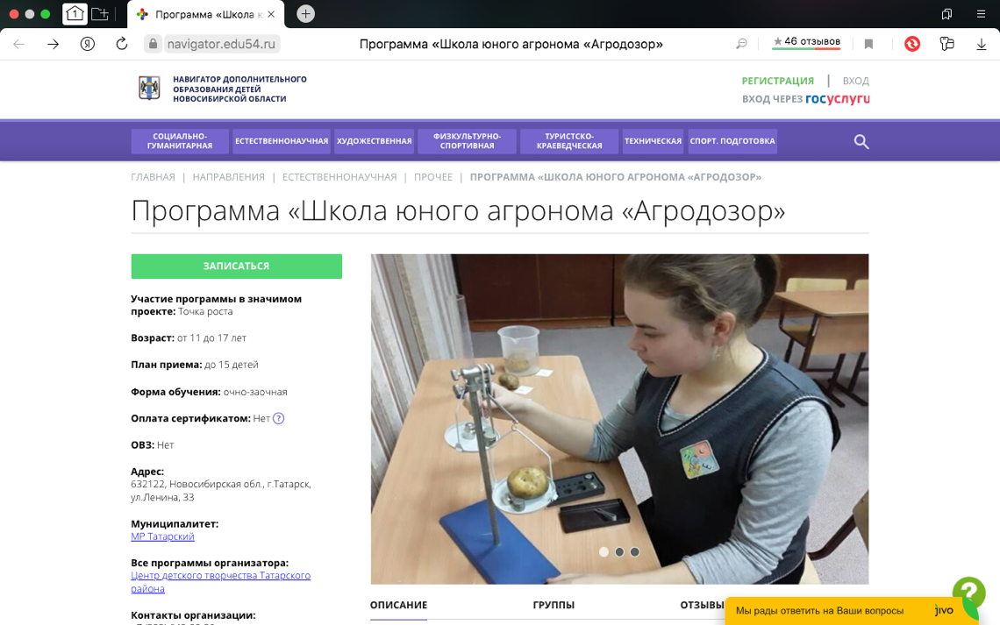 1
Программа «Школа ю
navigator.edu54.ru
Программа «Школа юного агронома «Агродозор»
★ 46 отзывов
НАВИГАТОР ДОПОЛНИТЕЛЬНОГО
ОБРАЗОВАНИЯ ДЕТЕЙ
НОВОСИБИРСКОЙ ОБЛАСТИ
РЕГИСТРАЦИЯ | ВХОД
ВХОД ЧЕРЕЗ госуслуги
СОЦИАЛЬНО-
ГУМАНИТАРНАЯ
ЕСТЕСТВЕННОНАУЧНАЯ
ХУДОЖЕСТВЕННАЯ
ФИЗКУЛЬТУРНО-
СПОРТИВНАЯ
ТУРИСТСКО-
КРАЕВЕДЧЕСКАЯ
ТЕХНИЧЕСКАЯ
СПОРТ. ПОДГОТОВКА
ГЛАВНАЯ | НАПРАВЛЕНИЯ | ЕСТЕСТВЕННОНАУЧНАЯ | ПРОЧЕЕ | ПРОГРАММА «ШКОЛА ЮНОГО АГРОНОМА «АГРОДОЗОР»
Программа «Школа юного агронома «Агродозор»
ЗАПИСАТЬСЯ
Участие программы в значимом
проекте: Точка роста
Возраст: от 11 до 17 лет
План приема: до 15 детей
Форма обучения: очно-заочная
Оплата сертификатом: Нет ?
ОВЗ: Нет
Адрес:
632122, Новосибирская обл., г.Татарск,
ул.Ленина, 33
Муниципалитет:
МР Татарский
Все программы организатора:
Центр детского творчества Татарского
района
Контакты организации:
ОПИСАНИЕ
ГРУППЫ
ОТЗЫВЫ
Мы рады ответить на Ваши вопросы
jivo
?